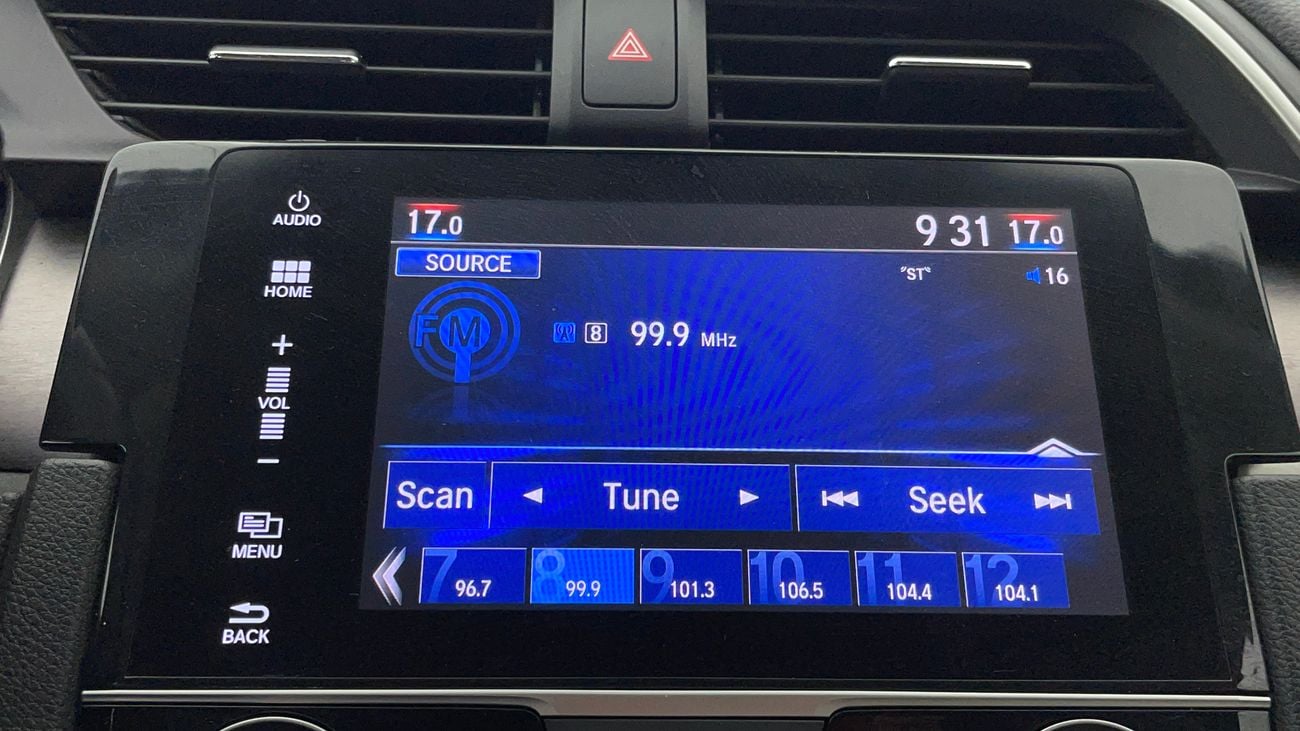 AUDIO
HOME
+
VOL
−
MENU
BACK
17.0
9 31 17.0
SOURCE
"ST"
16
FM
8 99.9 MHz
Scan
Tune
Seek
7 96.7
8 99.9
9 101.3
10 106.5
11 104.4
12 104.1